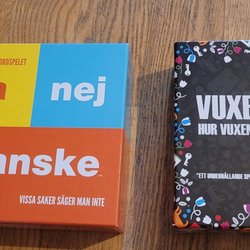 ORDSPELET
nej
anske
VISSA SAKER SÄGER MAN INTE
VUXE
HUR VUXEN
"ETT UNDERHÅLLANDE SP